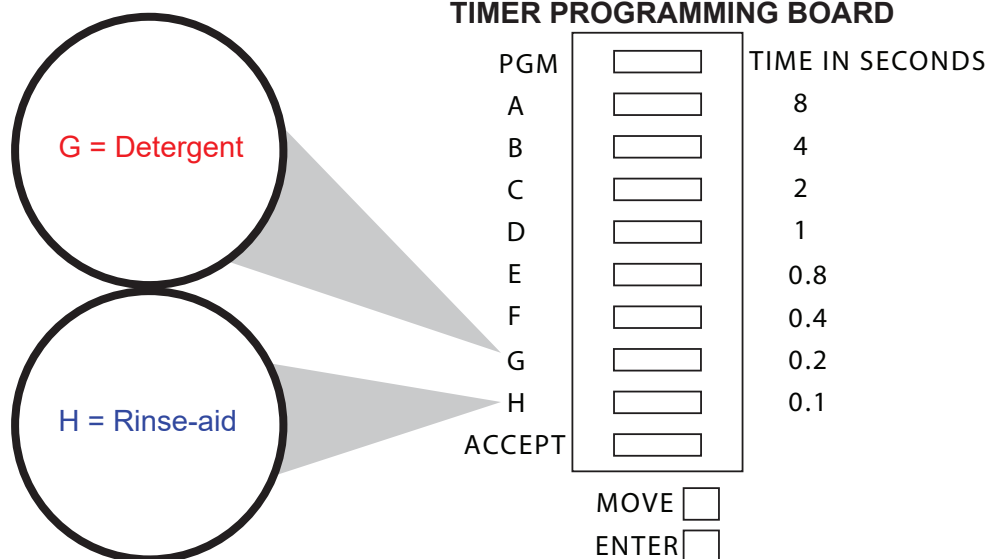 TIMER PROGRAMMING BOARD
PGM TIME IN SECONDS
A 8
B 4
C 2
D 1
E 0.8
F 0.4
G 0.2
H 0.1
ACCEPT
MOVE
ENTER
G = Detergent
H = Rinse-aid